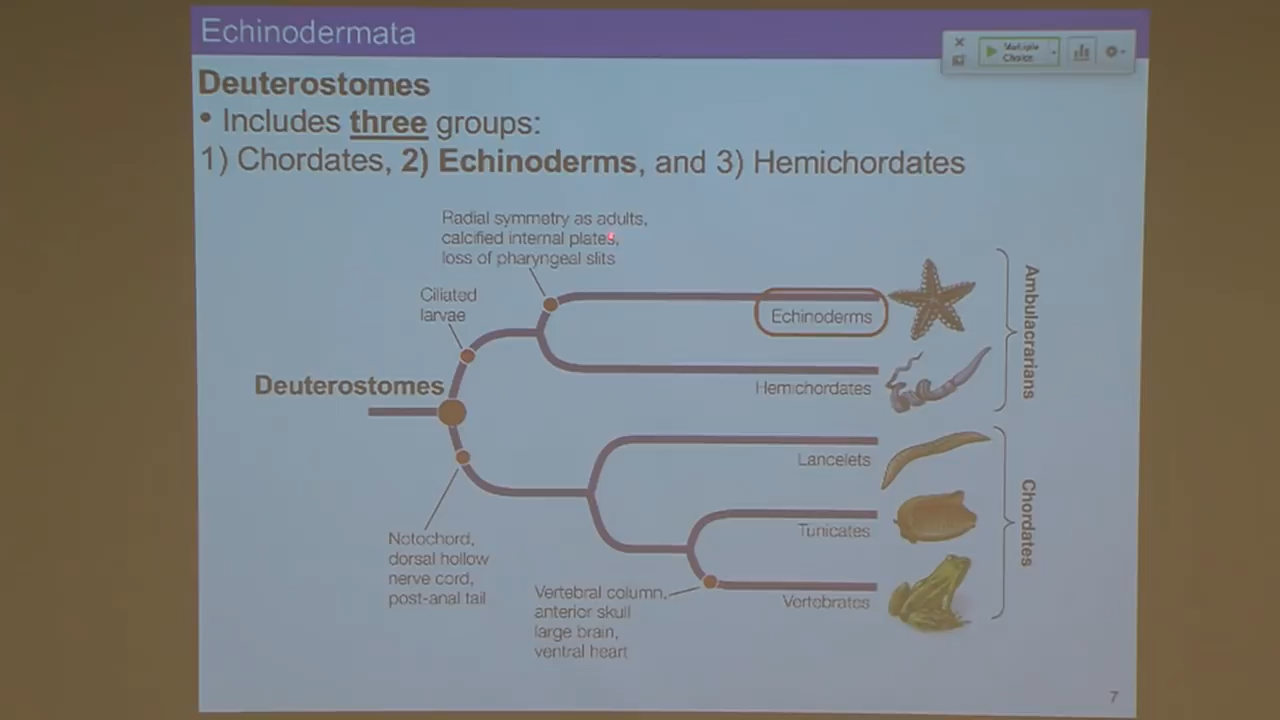 Echinodermata
Multiple
Choice
Deuterostomes
• Includes three groups:
1) Chordates, 2) Echinoderms, and 3) Hemichordates
Radial symmetry as adults,
calcified internal plates,
loss of pharyngeal slits
Ciliated
larvae
Echinoderms
Ambulacrarians
Deuterostomes
Hemichordates
Lancelets
Chordates
Tunicates
Notochord,
dorsal hollow
nerve cord,
post-anal tail
Vertebral column,
anterior skull
large brain,
ventral heart
Vertebrates
7